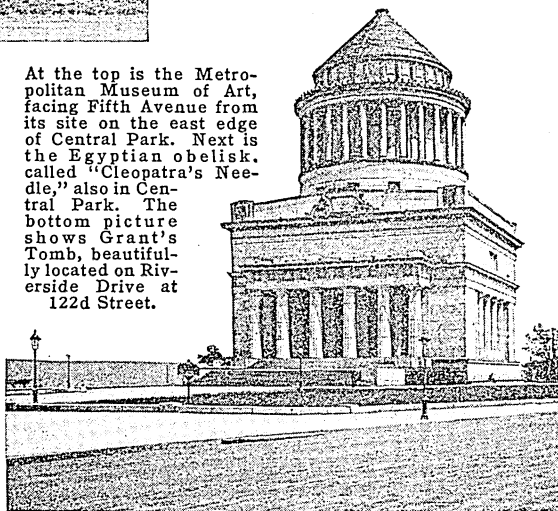 At the top is the Metro-
politan Museum of Art,
facing Fifth Avenue from
its site on the east edge
of Central Park. Next is
the Egyptian obelisk.
called "Cleopatra's Nee-
dle," also in Cen-
tral Park. The
bottom picture
shows Grant's
Tomb, beautiful-
ly located on Riv-
erside Drive at
122d Street.